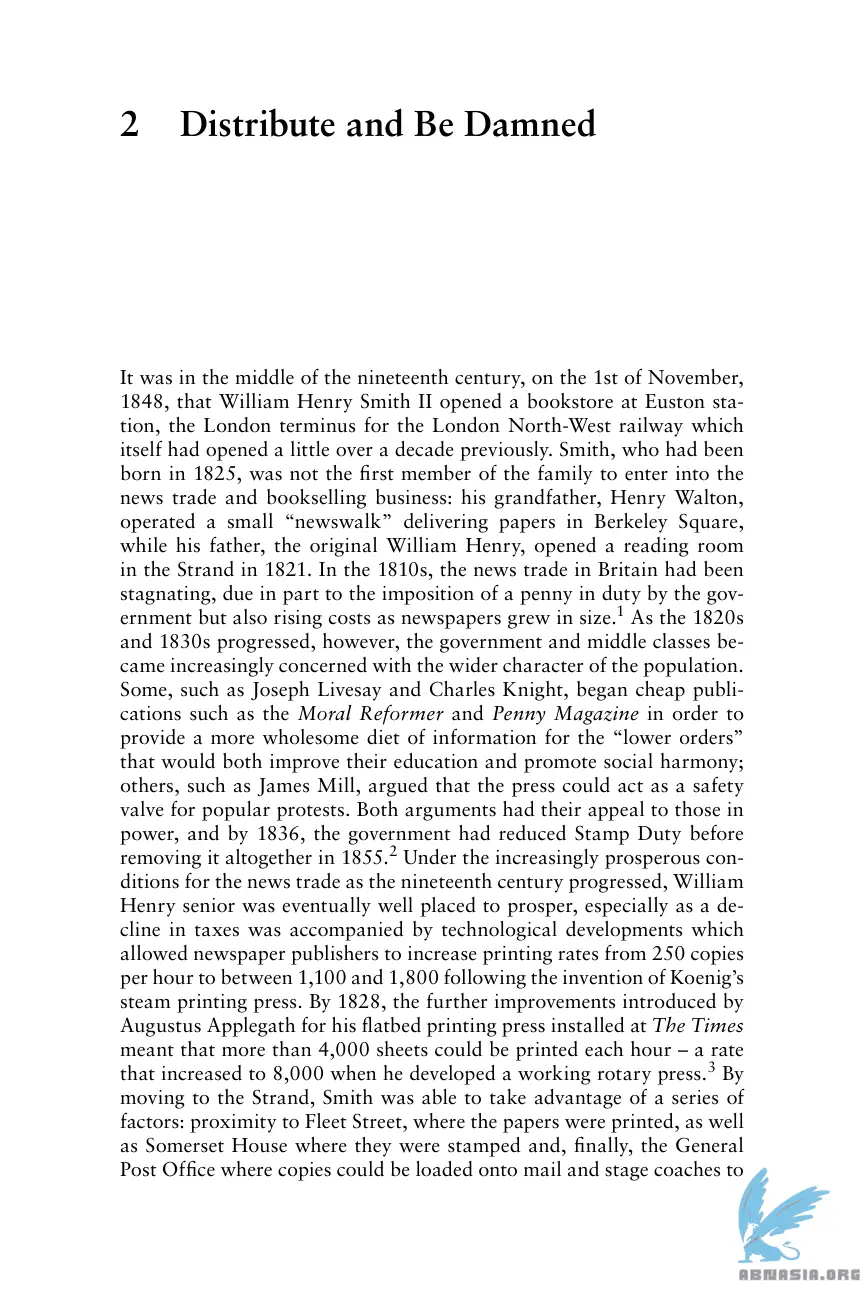 2 Distribute and Be Damned
It was in the middle of the nineteenth century, on the 1st of November,
1848, that William Henry Smith II opened a bookstore at Euston sta-
tion, the London terminus for the London North-West railway which
itself had opened a little over a decade previously. Smith, who had been
born in 1825, was not the first member of the family to enter into the
news trade and bookselling business: his grandfather, Henry Walton,
operated a small “newswalk” delivering papers in Berkeley Square,
while his father, the original William Henry, opened a reading room
in the Strand in 1821. In the 1810s, the news trade in Britain had been
stagnating, due in part to the imposition of a penny in duty by the gov-
ernment but also rising costs as newspapers grew in size.1 As the 1820s
and 1830s progressed, however, the government and middle classes be-
came increasingly concerned with the wider character of the population.
Some, such as Joseph Livesay and Charles Knight, began cheap publi-
cations such as the Moral Reformer and Penny Magazine in order to
provide a more wholesome diet of information for the “lower orders”
that would both improve their education and promote social harmony;
others, such as James Mill, argued that the press could act as a safety
valve for popular protests. Both arguments had their appeal to those in
power, and by 1836, the government had reduced Stamp Duty before
removing it altogether in 1855.2 Under the increasingly prosperous con-
ditions for the news trade as the nineteenth century progressed, William
Henry senior was eventually well placed to prosper, especially as a de-
cline in taxes was accompanied by technological developments which
allowed newspaper publishers to increase printing rates from 250 copies
per hour to between 1,100 and 1,800 following the invention of Koenig’s
steam printing press. By 1828, the further improvements introduced by
Augustus Applegath for his flatbed printing press installed at The Times
meant that more than 4,000 sheets could be printed each hour – a rate
that increased to 8,000 when he developed a working rotary press.3 By
moving to the Strand, Smith was able to take advantage of a series of
factors: proximity to Fleet Street, where the papers were printed, as well
as Somerset House where they were stamped and, finally, the General
Post Office where copies could be loaded onto mail and stage coaches to
ABNASIA.ORG